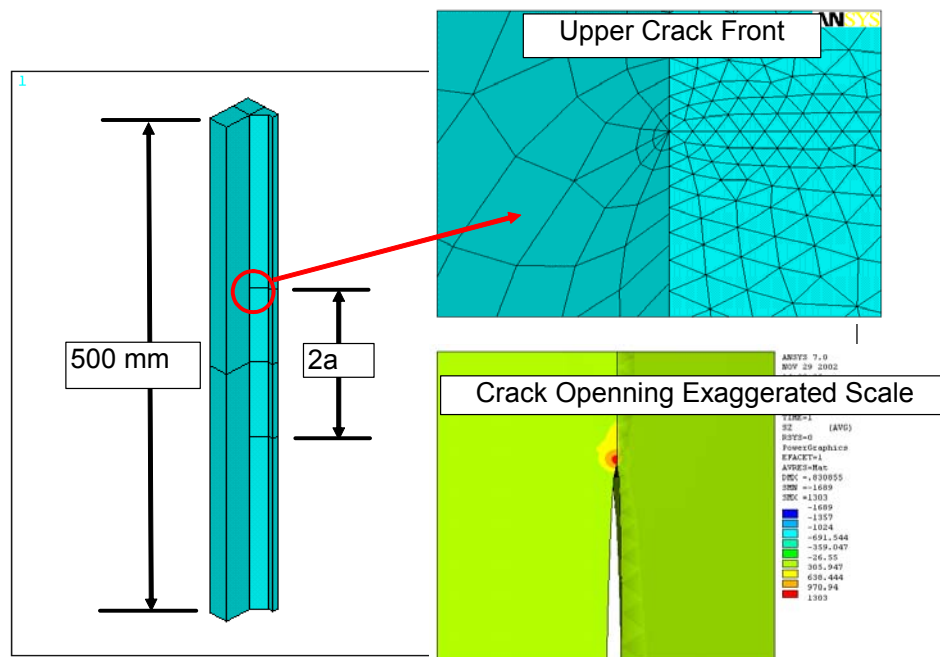 1
500 mm
2a
ANSYS
Upper Crack Front
ANSYS 7.0
NOV 29 2002
Crack Openning Exaggerated Scale
TIME=1
SZ (AVG)
RSYS=0
PowerGraphics
EFACET=1
AVRES=Mat
DMX =.830855
SMN =-1689
SMX =1303
-1689
-1357
-1024
-691.544
-359.047
-26.55
305.947
638.444
970.94
1303